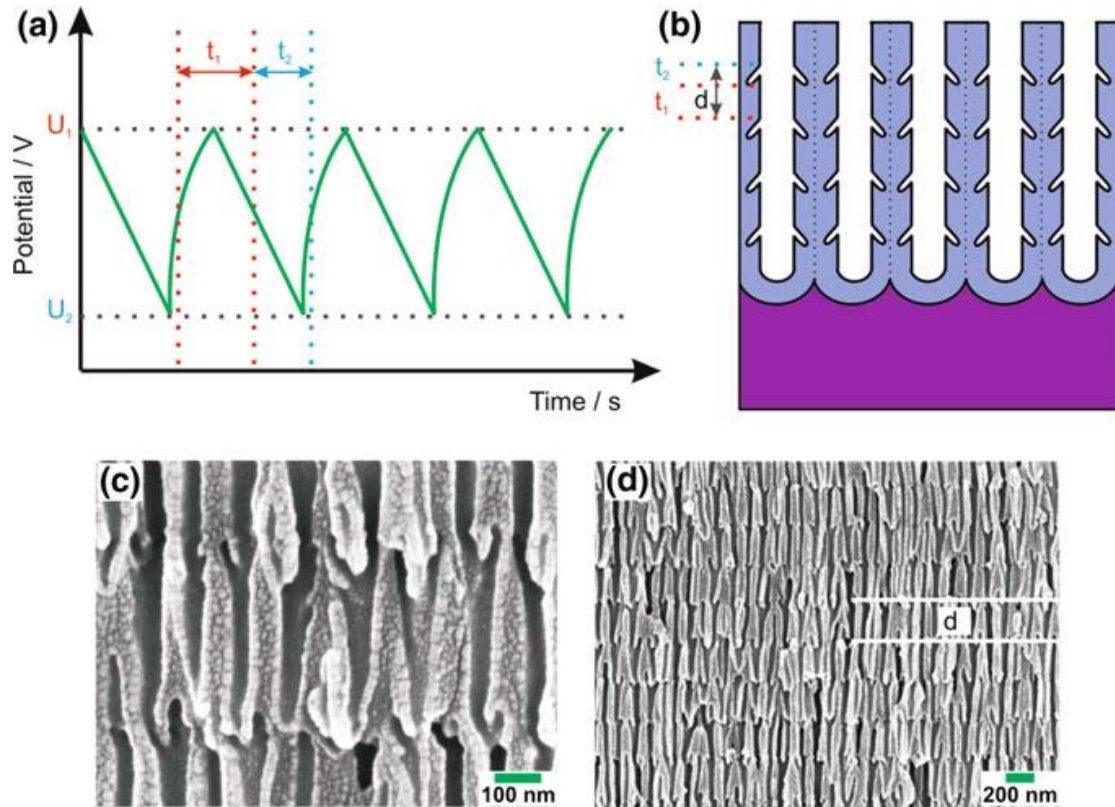 (a)
t₁
t₂
U₁
U₂
Potential / V
Time / s
(b)
t₂
t₁
d
(c)
100 nm
(d)
d
200 nm